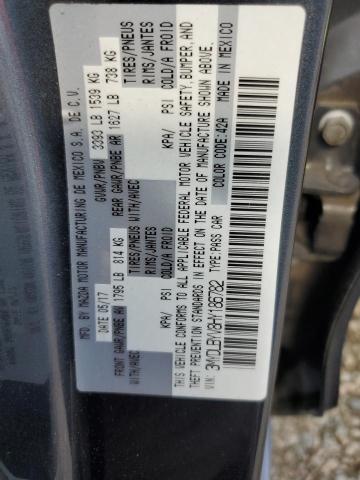 MFD. BY MAZDA MOTOR MANUFACTURING DE MEXICO S.A. DE C.V.
DATE 05/17 GVWR/PNBV 3393 LB 1539 KG
FRONT GAWR/PNBE AV 1795 LB 814 KG REAR GAWR/PNBE AR 1627 LB 738 KG
WITH/AVEC TIRES/PNEUS WITH/AVEC TIRES/PNEUS
RIMS/JANTES RIMS/JANTES
KPA/ PSI COLD/A FROID KPA/ PSI COLD/A FROID
THIS VEHICLE CONFORMS TO ALL APPLICABLE FEDERAL MOTOR VEHICLE SAFETY, BUMPER, AND
THEFT PREVENTION STANDARDS IN EFFECT ON THE DATE OF MANUFACTURE SHOWN ABOVE.
VIN: 3MYDLBYV8HY186782 TYPE: PASS CAR COLOR CODE: 42A MADE IN MEXICO